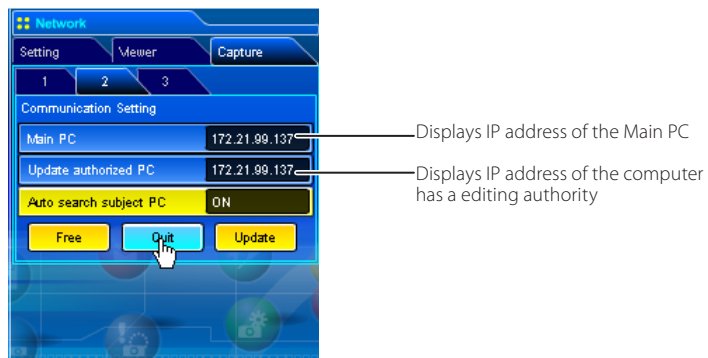 Network
Setting Viewer Capture
1 2 3
Communication Setting
Main PC 172.21.99.137
Displays IP address of the Main PC
Update authorized PC 172.21.99.137
Displays IP address of the computer
has a editing authority
Auto search subject PC ON
Free Quit Update